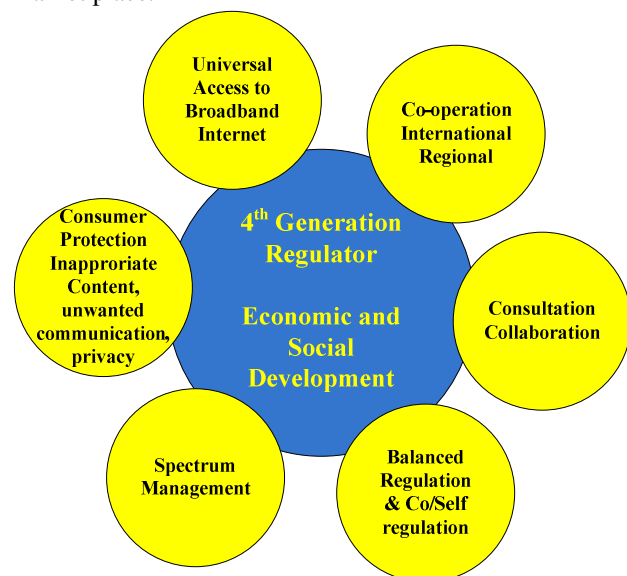 Universal
Access to
Broadband
Internet
Co-operation
International
Regional
4th Generation
Regulator
Economic and
Social
Development
Consumer
Protection
Inapproriate
Content,
unwanted
communication,
privacy
Consultation
Collaboration
Spectrum
Management
Balanced
Regulation
& Co/Self
regulation